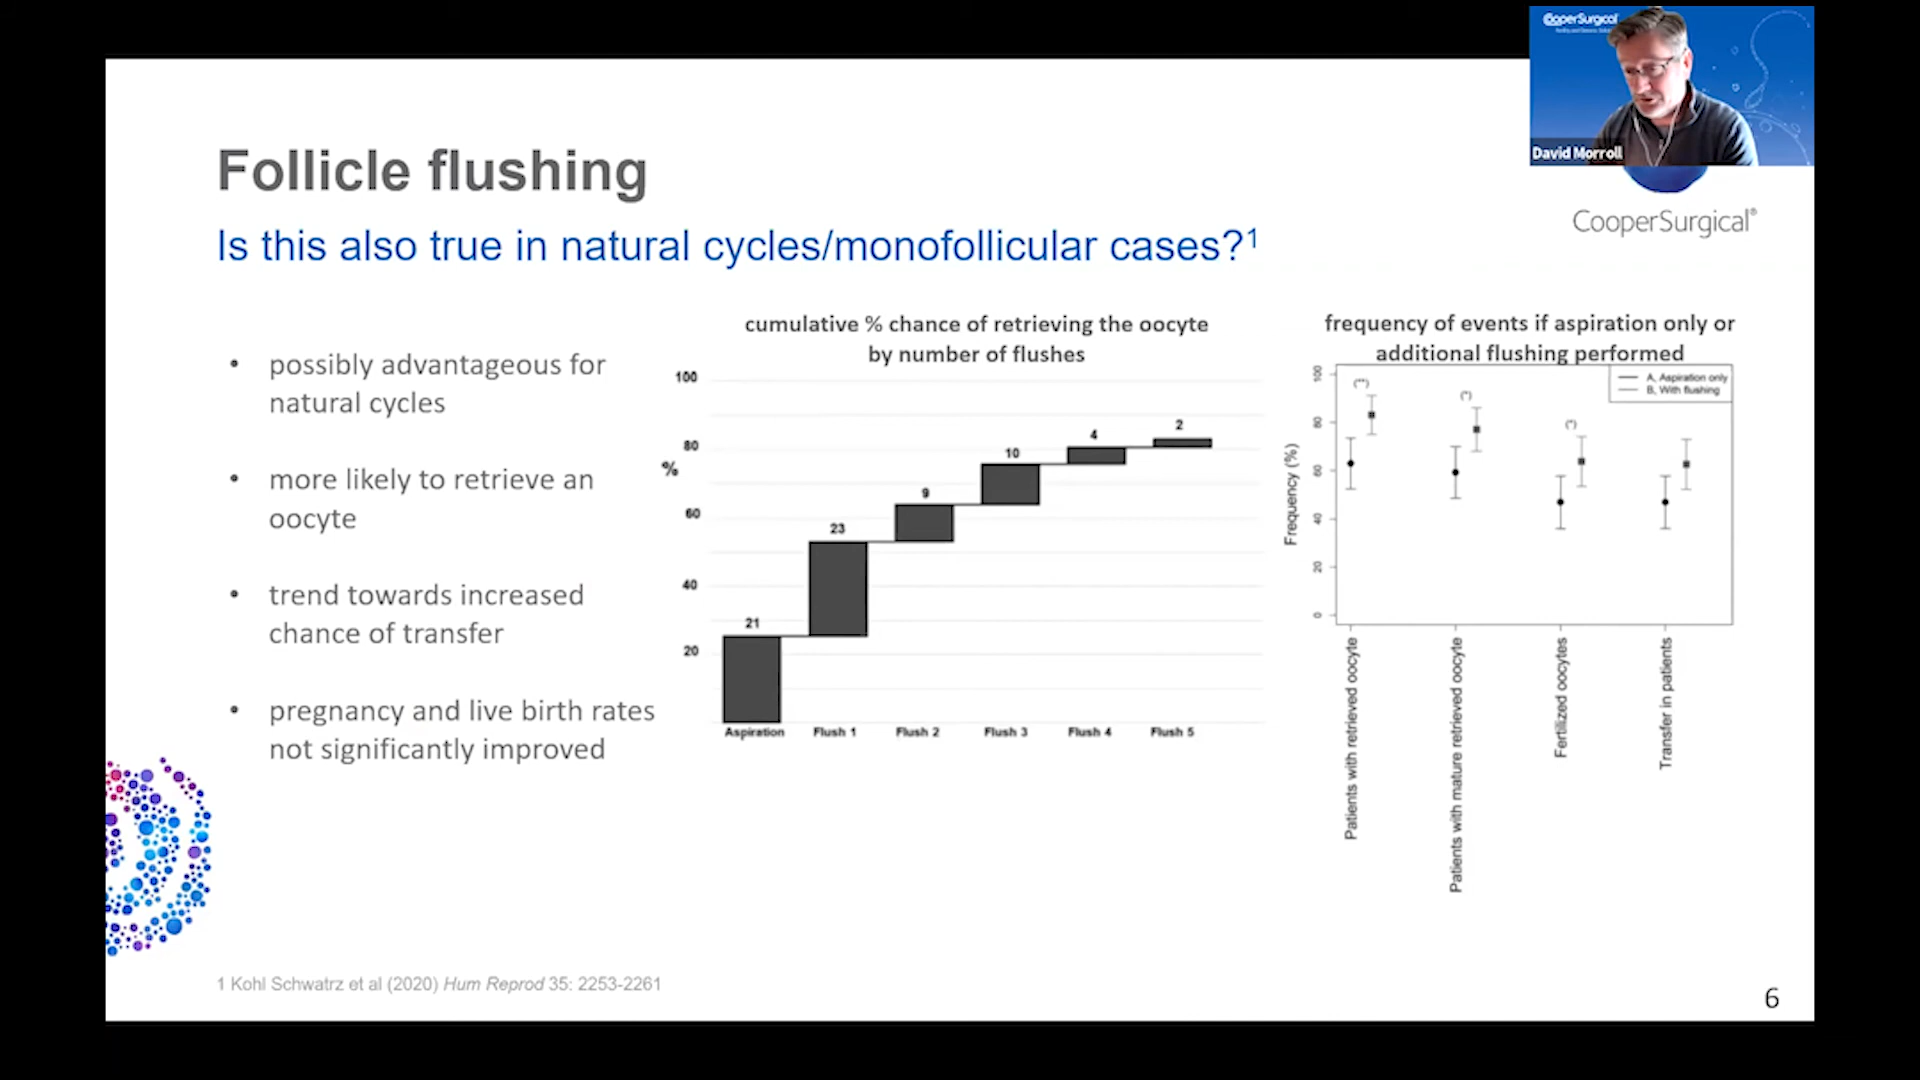 CooperSurgical
David Morroll
CooperSurgical®
Follicle flushing
Is this also true in natural cycles/monofollicular cases?1
• possibly advantageous for
natural cycles
• more likely to retrieve an
oocyte
• trend towards increased
chance of transfer
• pregnancy and live birth rates
not significantly improved
cumulative % chance of retrieving the oocyte
by number of flushes
100
80
%
60
40
20
21
23
9
10
4
2
Aspiration
Flush 1
Flush 2
Flush 3
Flush 4
Flush 5
frequency of events if aspiration only or
additional flushing performed
A, Aspiration only
B, With flushing
Frequency (%)
100
80
60
40
20
0
Patients with retrieved oocyte
Patients with mature retrieved oocyte
Fertilized oocytes
Transfer in patients
1 Kohl Schwatrz et al (2020) Hum Reprod 35: 2253-2261
6